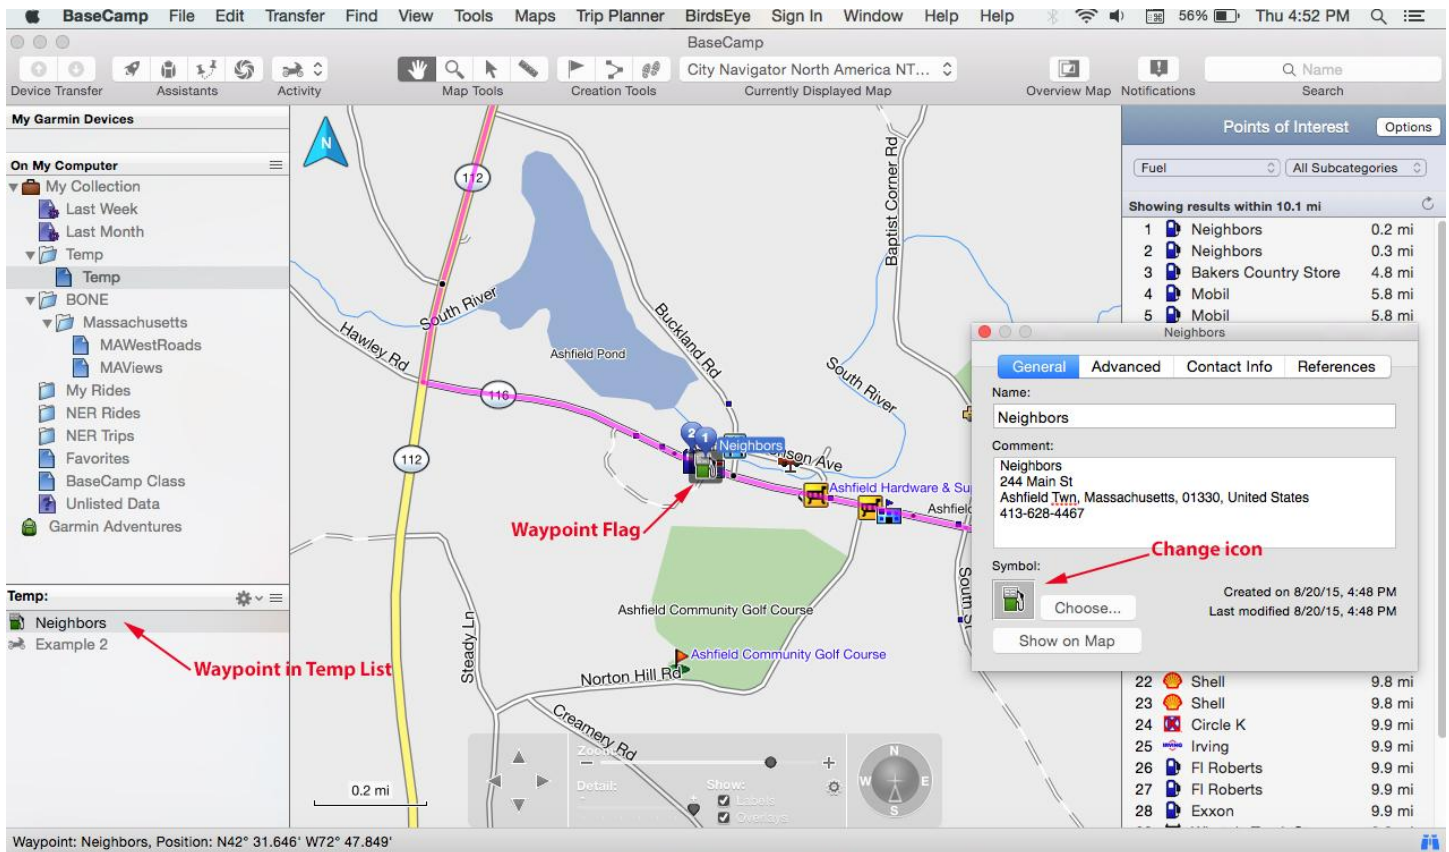 BaseCamp File Edit Transfer Find View Tools Maps Trip Planner BirdsEye Sign In Window Help Help 56% Thu 4:52 PM
BaseCamp
City Navigator North America NT...
Name
Device Transfer Assistants Activity Map Tools Creation Tools Currently Displayed Map Overview Map Notifications Search
My Garmin Devices
On My Computer
My Collection
Last Week
Last Month
Temp
Temp
BONE
Massachusetts
MAWestRoads
MAViews
My Rides
NER Rides
NER Trips
Favorites
BaseCamp Class
Unlisted Data
Garmin Adventures
Temp:
Neighbors
Example 2
Waypoint in Temp List
N
112
Baptist Corner Rd
South River
Hawley Rd
Buckland Rd
Ashfield Pond
South River
116
2
1
Neighbors
112
Ashfield Hardware & Su
Waypoint Flag
Ashfield Community Golf Course
Ashfield Community Golf Course
Steady Ln
Norton Hill Rd
Creamery Rd
South St
Zoom:
Detail:
Show:
Labels
Overlays
N
W
E
S
0.2 mi
Points of Interest Options
Fuel All Subcategories
Showing results within 10.1 mi
1 Neighbors 0.2 mi
2 Neighbors 0.3 mi
3 Bakers Country Store 4.8 mi
4 Mobil 5.8 mi
5 Mobil 5.8 mi
Neighbors
General Advanced Contact Info References
Name:
Neighbors
Comment:
Neighbors
244 Main St
Ashfield Twn, Massachusetts, 01330, United States
413-628-4467
Change icon
Symbol:
Choose...
Created on 8/20/15, 4:48 PM
Last modified 8/20/15, 4:48 PM
Show on Map
22 Shell 9.8 mi
23 Shell 9.8 mi
24 Circle K 9.9 mi
25 Irving 9.9 mi
26 Fl Roberts 9.9 mi
27 Fl Roberts 9.9 mi
28 Exxon 9.9 mi
Waypoint: Neighbors, Position: N42° 31.646' W72° 47.849'